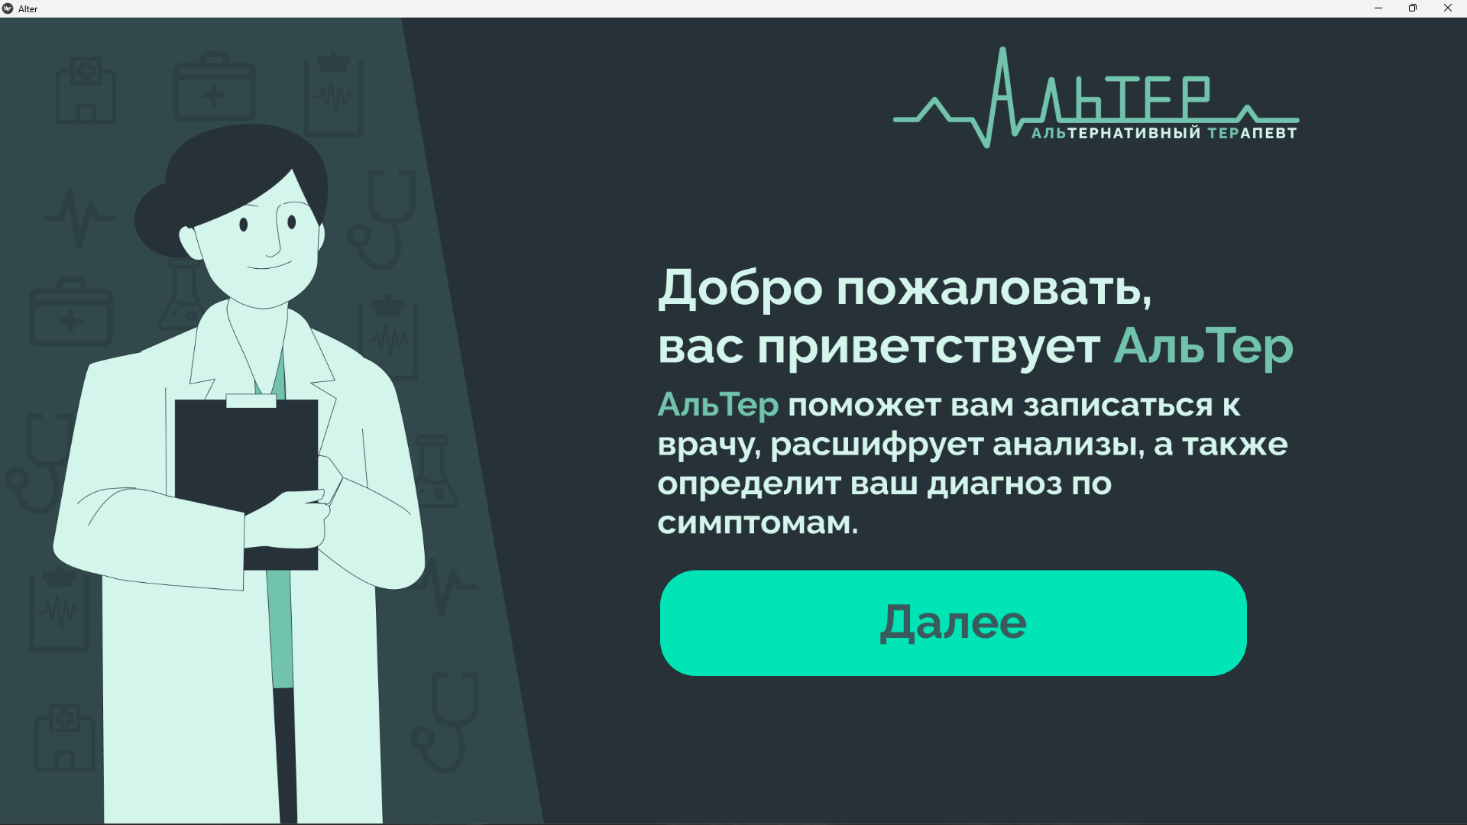 Alter
АльТер
АЛЬТЕРНАТИВНЫЙ ТЕРАПЕВТ
Добро пожаловать,
вас приветствует АльТер
АльТер поможет вам записаться к
врачу, расшифрует анализы, а также
определит ваш диагноз по
симптомам.
Далее